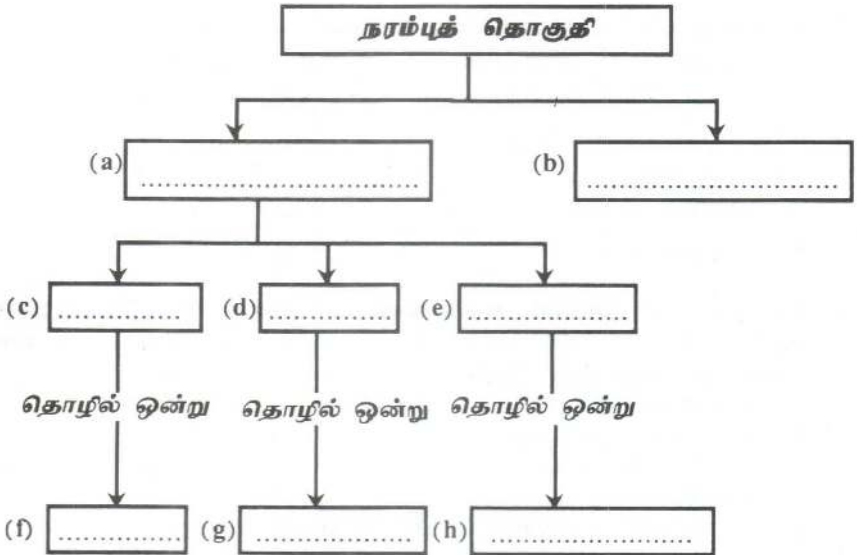 நரம்புத் தொகுதி
(a) ................................
(b) ..............................
(c) ..............
(d) ..............
(e) ...................
தொழில் ஒன்று தொழில் ஒன்று தொழில் ஒன்று
(f) ..............
(g) ................
(h) ........................